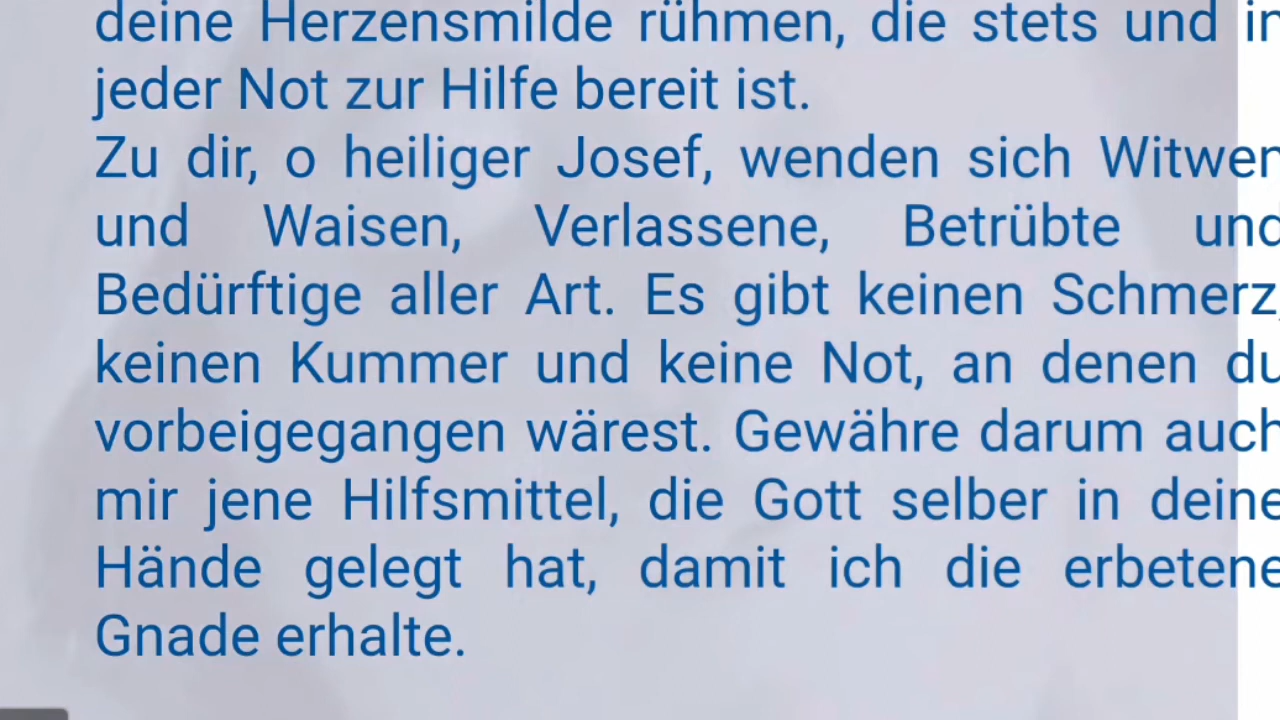 deine Herzensmilde rühmen, die stets und in
jeder Not zur Hilfe bereit ist.
Zu dir, o heiliger Josef, wenden sich Witwen
und Waisen, Verlassene, Betrübte und
Bedürftige aller Art. Es gibt keinen Schmerz,
keinen Kummer und keine Not, an denen du
vorbeigegangen wärest. Gewähre darum auch
mir jene Hilfsmittel, die Gott selber in deine
Hände gelegt hat, damit ich die erbetene
Gnade erhalte.